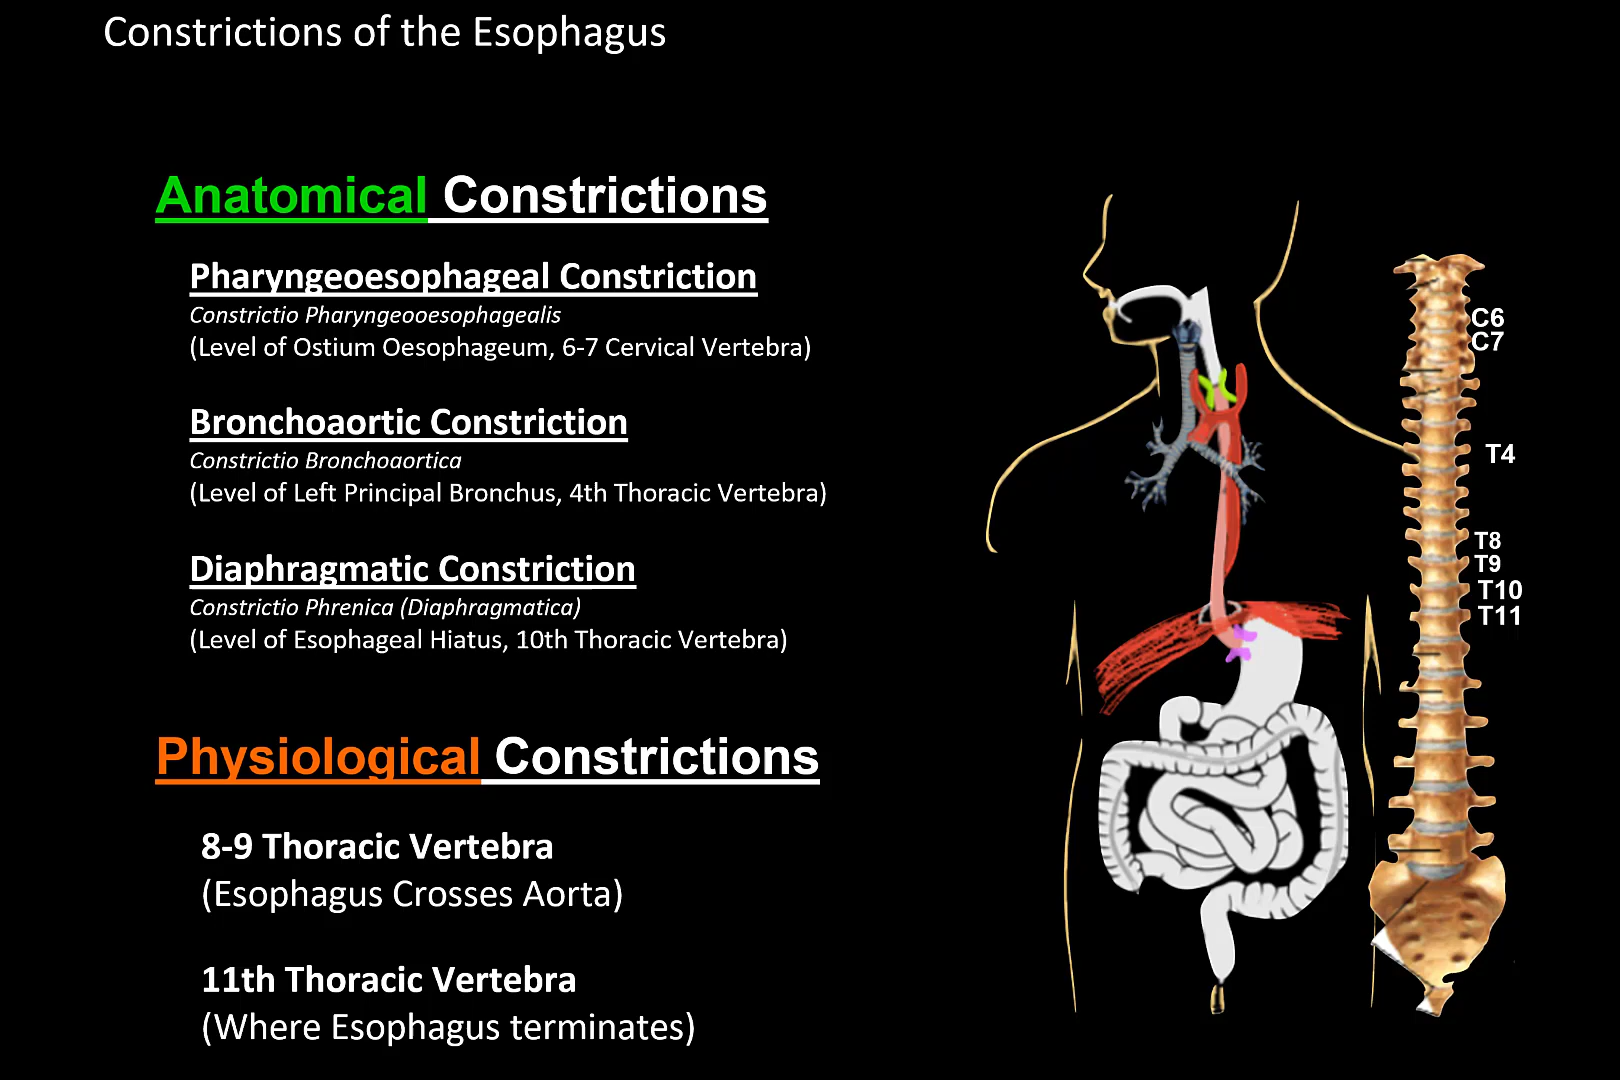 Constrictions of the Esophagus
Anatomical Constrictions
Pharyngeoesophageal Constriction
Constrictio Pharyngeooesophagealis
(Level of Ostium Oesophageum, 6-7 Cervical Vertebra)
Bronchoaortic Constriction
Constrictio Bronchoaortica
(Level of Left Principal Bronchus, 4th Thoracic Vertebra)
Diaphragmatic Constriction
Constrictio Phrenica (Diaphragmatica)
(Level of Esophageal Hiatus, 10th Thoracic Vertebra)
Physiological Constrictions
8-9 Thoracic Vertebra
(Esophagus Crosses Aorta)
11th Thoracic Vertebra
(Where Esophagus terminates)
C6
C7
T4
T8
T9
T10
T11